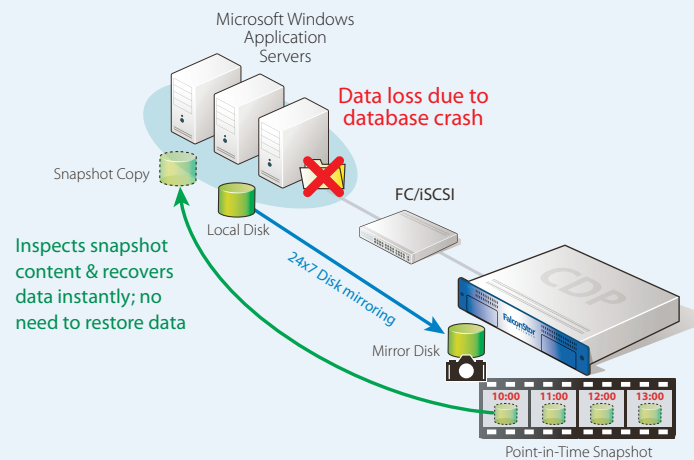 Microsoft Windows
Application
Servers
Data loss due to
database crash
Snapshot Copy
FC/iSCSI
Local Disk
Inspects snapshot
content & recovers
data instantly; no
need to restore data
24x7 Disk mirroring
CDP
FalconStor
Mirror Disk
10:00 11:00 12:00 13:00
Point-in-Time Snapshot